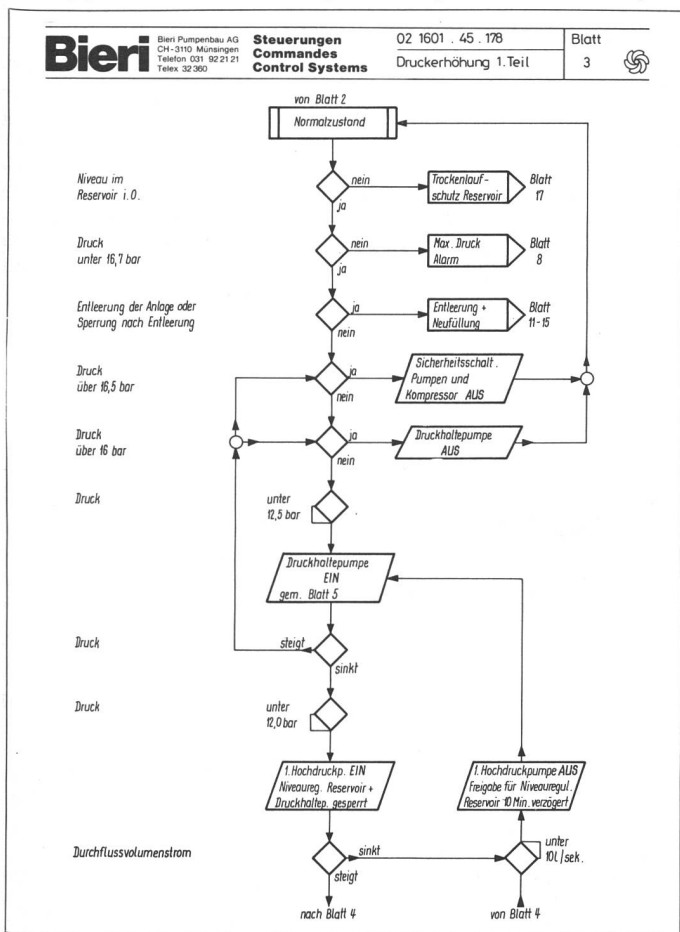 Bieri
Bieri Pumpenbau AG
CH-3110 Münsingen
Telefon 031 92 21 21
Telex 32 360
Steuerungen
Commandes
Control Systems
02 1601 . 45 . 178
Druckerhöhung 1.Teil
Blatt
3
von Blatt 2
Normalzustand
Niveau im
Reservoir i.O.
nein
ja
Trockenlauf-
schutz Reservoir
Blatt
17
Druck
unter 16,7 bar
nein
ja
Max. Druck
Alarm
Blatt
8
Entleerung der Anlage oder
Sperrung nach Entleerung
ja
nein
Entleerung +
Neufüllung
Blatt
11-15
Druck
über 16,5 bar
ja
nein
Sicherheitsschalt.
Pumpen und
Kompressor AUS
Druck
über 16 bar
ja
nein
Druckhaltepumpe
AUS
Druck
unter
12,5 bar
Druckhaltepumpe
EIN
gem. Blatt 5
Druck
steigt
sinkt
Druck
unter
12,0 bar
1.Hochdruckp. EIN
Niveaureg. Reservoir +
Druckhaltep. gesperrt
1.Hochdruckpumpe AUS
Freigabe für Niveauregul.
Reservoir 10 Min.verzögert
Durchflussvolumenstrom
sinkt
steigt
unter
10l/sek.
nach Blatt 4
von Blatt 4